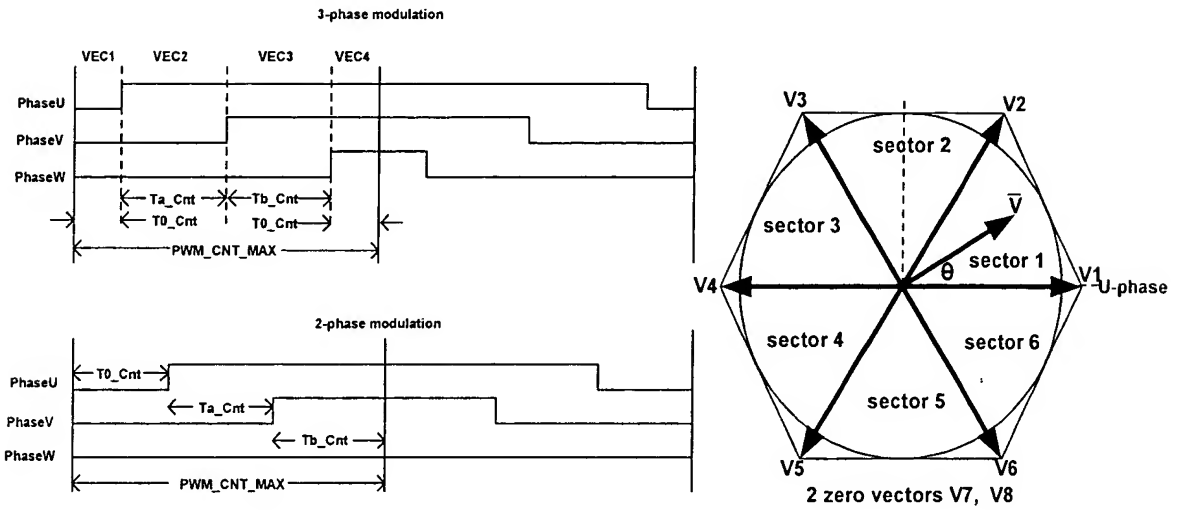 3-phase modulation
VEC1 VEC2 VEC3 VEC4
PhaseU
PhaseV
PhaseW
Ta_Cnt Tb_Cnt
T0_Cnt T0_Cnt
PWM_CNT_MAX
2-phase modulation
PhaseU T0_Cnt
PhaseV Ta_Cnt
Tb_Cnt
PhaseW
PWM_CNT_MAX
V3 V2
sector 2
V̅
sector 3 sector 1
θ
V4 V1 U-phase
sector 4 sector 6
sector 5
V5 V6
2 zero vectors V7, V8